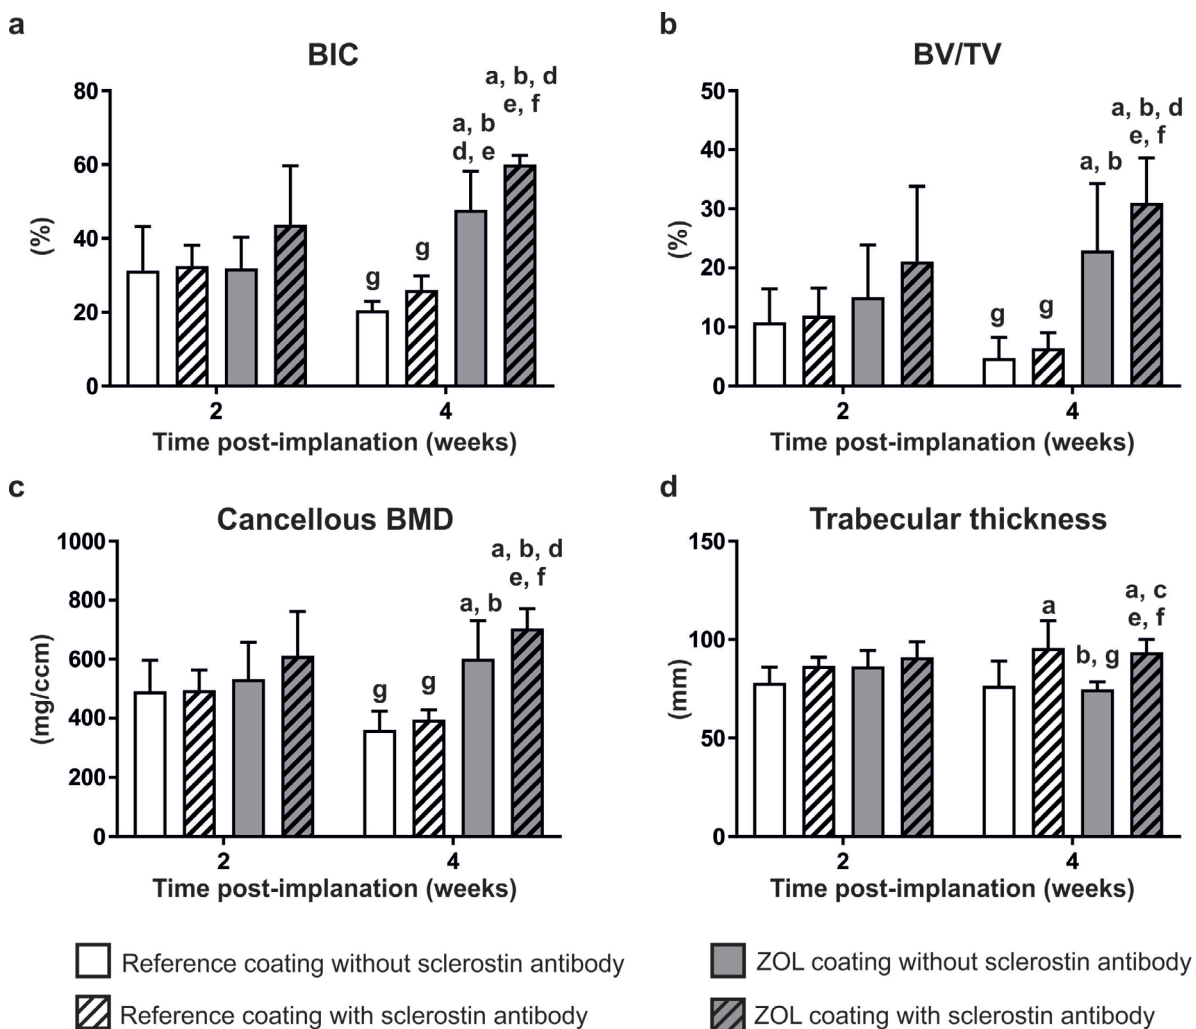 a
BIC
80
60
40
20
0
(%)
a, b, d
e, f
a, b
d, e
g
g
2
4
Time post-implanation (weeks)
b
BV/TV
50
40
30
20
10
0
(%)
a, b, d
e, f
a, b
g
g
2
4
Time post-implanation (weeks)
c
Cancellous BMD
1000
800
600
400
200
0
(mg/ccm)
a, b, d
e, f
a, b
g
g
2
4
Time post-implanation (weeks)
d
Trabecular thickness
150
100
50
0
(mm)
a
a, c
e, f
b, g
2
4
Time post-implanation (weeks)
Reference coating without sclerostin antibody
Reference coating with sclerostin antibody
ZOL coating without sclerostin antibody
ZOL coating with sclerostin antibody